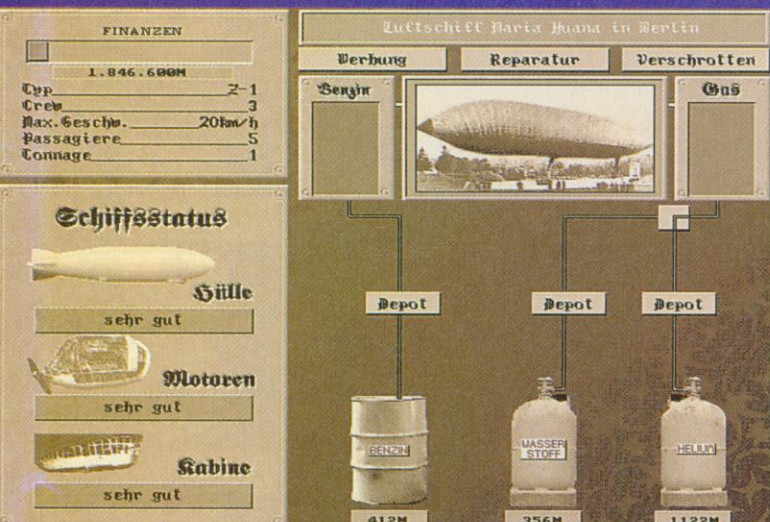 FINANZEN
1.846.600M
Typ Z-1
Crew 3
Max.Geschw. 20km/h
Passagiere 5
Tonnage 1
Schiffsstatus
Hülle
sehr gut
Motoren
sehr gut
Kabine
sehr gut
Luftschiff Maria Huana in Berlin
Werbung Reparatur Verschrotten
Benzin Gas
Depot Depot Depot
BENZIN
WASSER
STOFF
HELIUM
412M 356M 1122M